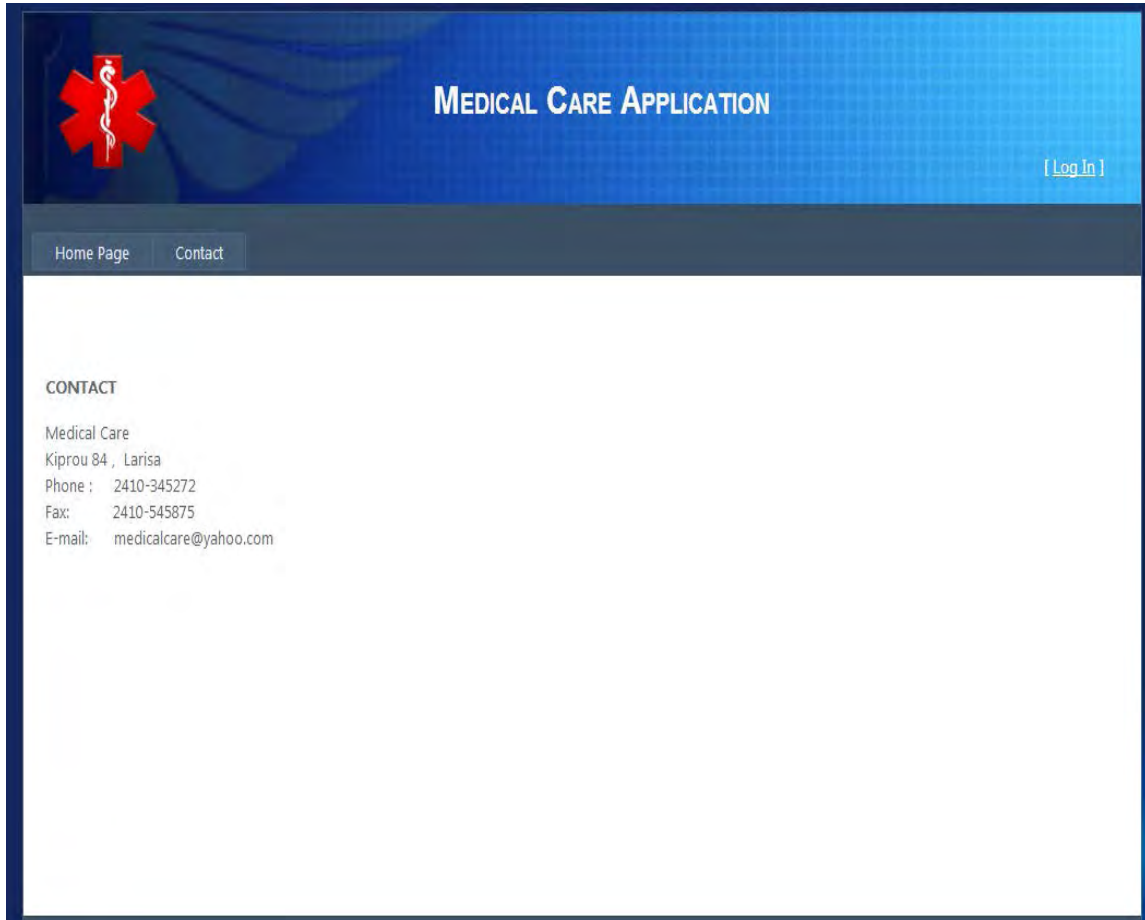 MEDICAL CARE APPLICATION
[ Log In ]
Home Page Contact
CONTACT
Medical Care
Kiprou 84 , Larisa
Phone : 2410-345272
Fax: 2410-545875
E-mail: medicalcare@yahoo.com